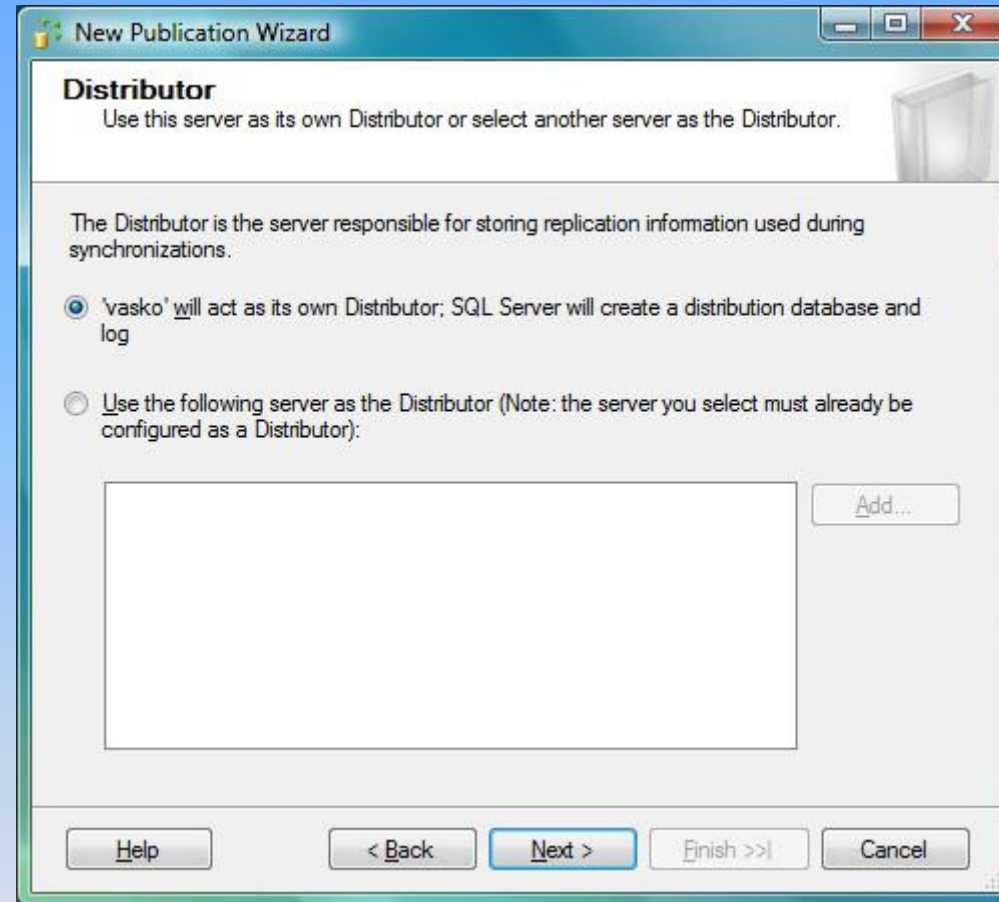 New Publication Wizard
Distributor
Use this server as its own Distributor or select another server as the Distributor.
The Distributor is the server responsible for storing replication information used during
synchronizations.
'vasko' will act as its own Distributor; SQL Server will create a distribution database and
log
Use the following server as the Distributor (Note: the server you select must already be
configured as a Distributor):
Add...
Help
< Back
Next >
Finish >>|
Cancel